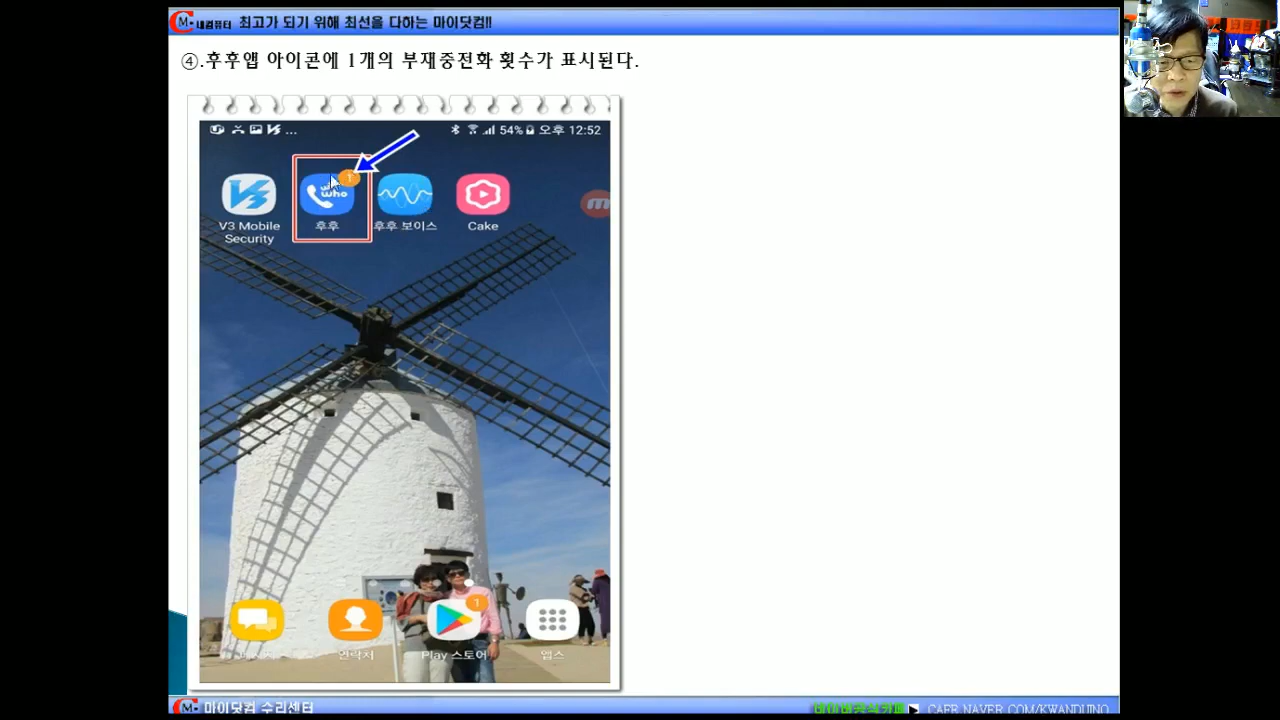 C M- 내컴퓨터 최고가 되기 위해 최선을 다하는 마이닷컴!!
④.후후앱 아이콘에 1개의 부재중전화 횟수가 표시된다.
... 54% 오후 12:52
1
who
V3 Mobile Security
후후
후후 보이스
Cake
m
1
연락처
Play 스토어
앱스
C M- 마이닷컴 수리센터
▶ CAFE.NAVER.COM/KWANDUINO